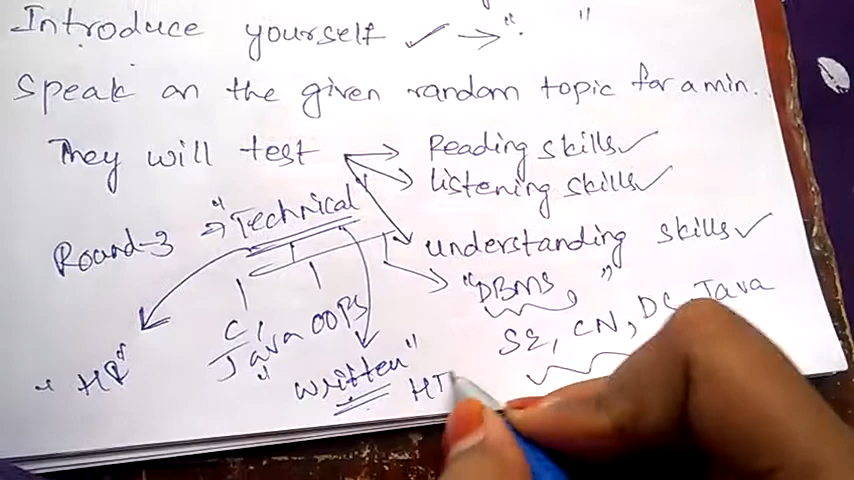 Introduce yourself ✓ → " "
Speak on the given random topic for a min.
They will test → Reading skills ✓
→ listening skills ✓
Round-3 ⇒ "Technical" understanding skills ✓
"DBMS"
C/ OOPS SE, CN, DC, Java
Java
"HR" "written" HT